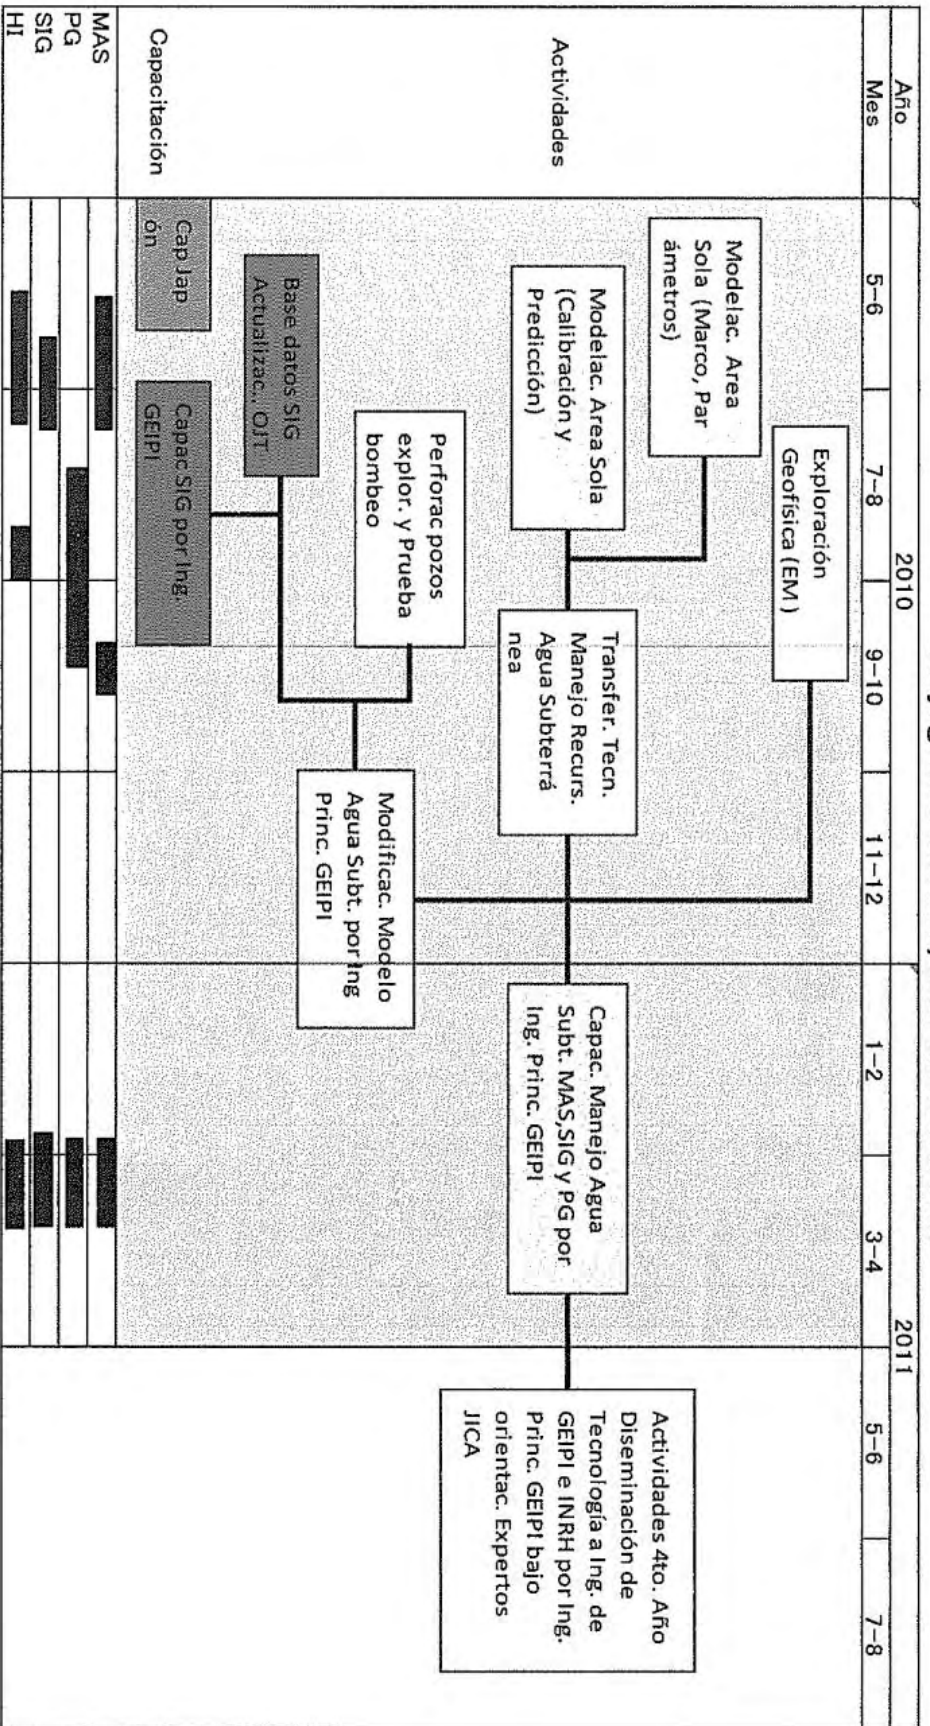 Año
2010
2011
Mes
5-6
7-8
9-10
11-12
1-2
3-4
5-6
7-8
Actividades
Exploración
Geofísica (EM)
Modelac. Area
Sola (Marco, Par
ámetros)
Modelac. Area Sola
(Calibración y
Predicción)
Transfer. Tecn.
Manejo Recurs.
Agua Subterrá
nea
Capac. Manejo Agua
Subt. MAS,SIG y PG por
Ing. Princ. GEIPI
Actividades 4to. Año
Diseminación de
Tecnología a Ing. de
GEIPI e INRH por Ing.
Princ. GEIPI bajo
orientac. Expertos
JICA
Perforac pozos
explor. y Prueba
bombeo
Modificac. Modelo
Agua Subt. por Ing
Princ. GEIPI
Base datos SIG
Actualizac., OJT
Capacitación
Cap Jap
ón
Capac SIG por Ing.
GEIPI
MAS
PG
SIG
HI